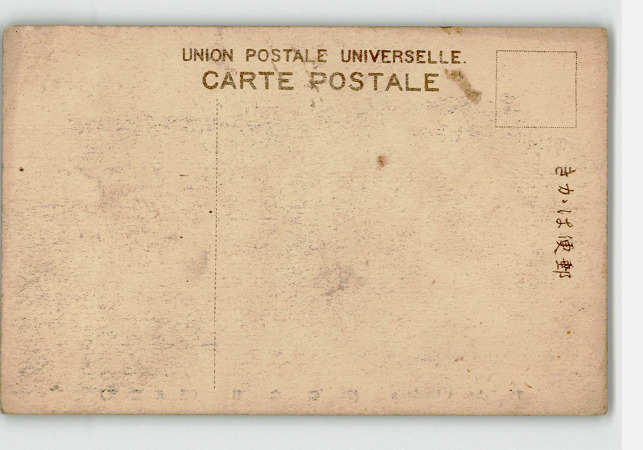 UNION POSTALE UNIVERSELLE.
CARTE POSTALE
郵便はかき